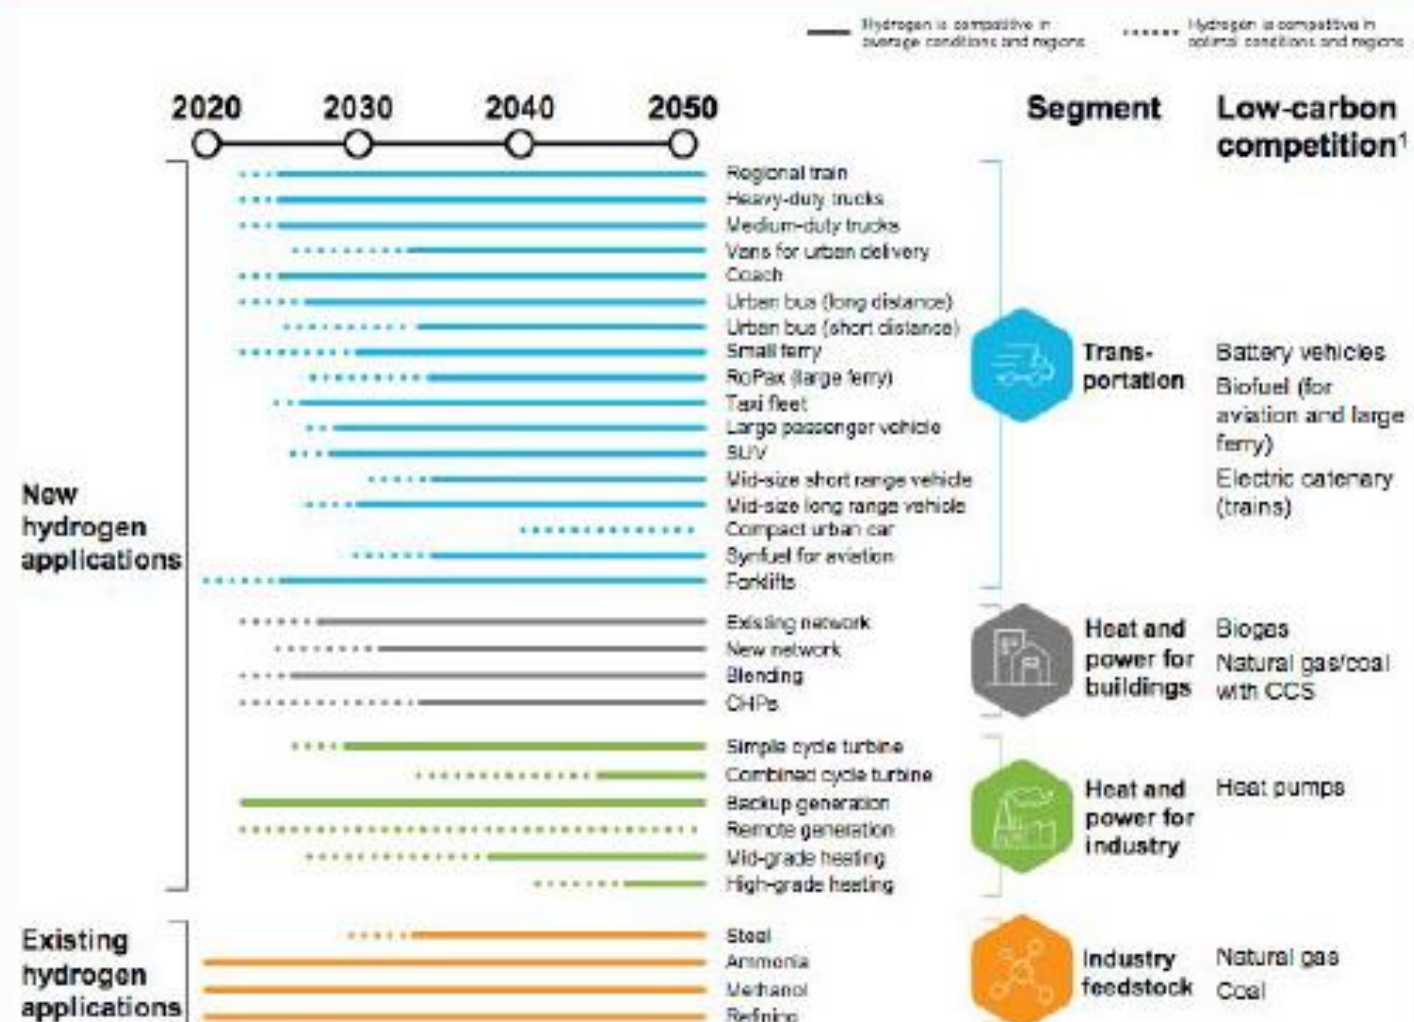 Hydrogen is competitive in
average conditions and regions
Hydrogen is competitive in
optimal conditions and regions
2020 2030 2040 2050
Segment
Low-carbon
competition¹
New
hydrogen
applications
Regional train
Heavy-duty trucks
Medium-duty trucks
Vans for urban delivery
Coach
Urban bus (long distance)
Urban bus (short distance)
Small ferry
RoPax (large ferry)
Taxi fleet
Large passenger vehicle
SUV
Mid-size short range vehicle
Mid-size long range vehicle
Compact urban car
Synfuel for aviation
Forklifts
Trans-
portation
Battery vehicles
Biofuel (for
aviation and large
ferry)
Electric catenary
(trains)
Existing network
New network
Blending
CHPs
Heat and
power for
buildings
Biogas
Natural gas/coal
with CCS
Simple cycle turbine
Combined cycle turbine
Backup generation
Remote generation
Mid-grade heating
High-grade heating
Heat and
power for
industry
Heat pumps
Existing
hydrogen
applications
Steel
Ammonia
Methanol
Refining
Industry
feedstock
Natural gas
Coal